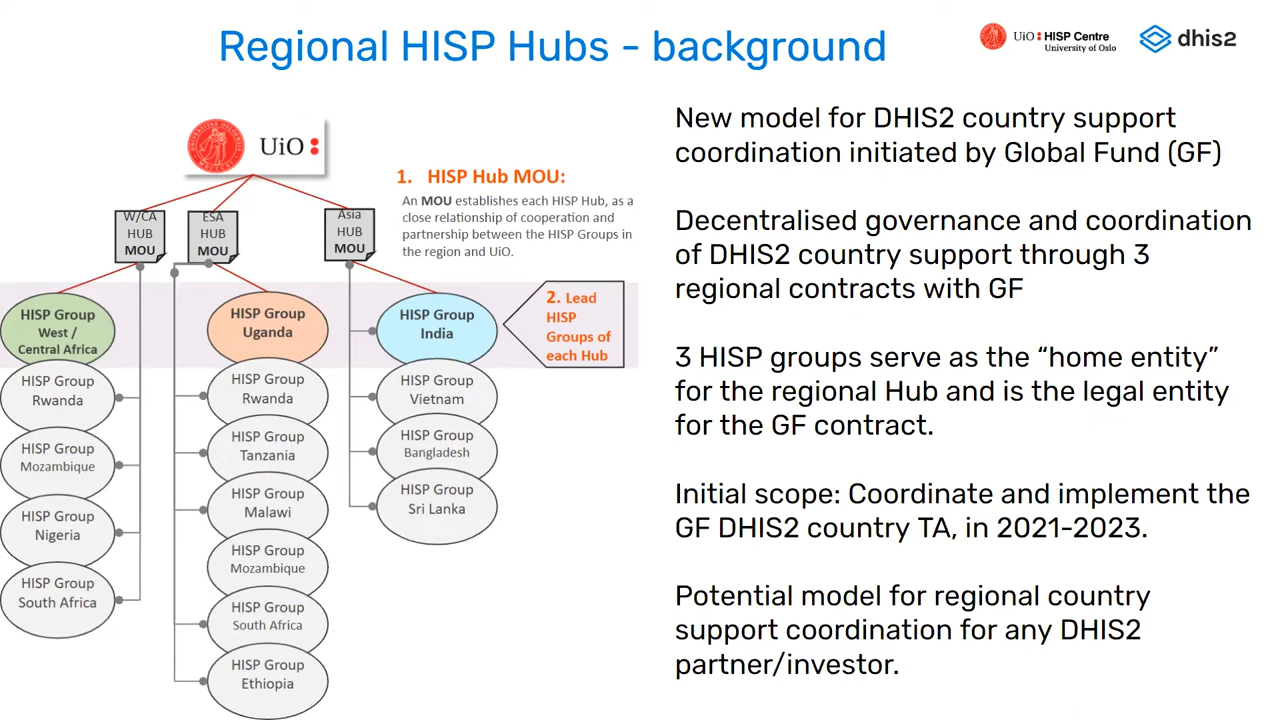 Regional HISP Hubs - background
UiO: HISP Centre
University of Oslo
dhis2
UiO:
W/CA
HUB
MOU
ESA
HUB
MOU
Asia
HUB
MOU
1. HISP Hub MOU:
An MOU establishes each HISP Hub, as a
close relationship of cooperation and
partnership between the HISP Groups in
the region and UiO.
HISP Group
West /
Central Africa
HISP Group
Rwanda
HISP Group
Mozambique
HISP Group
Nigeria
HISP Group
South Africa
HISP Group
Uganda
HISP Group
Rwanda
HISP Group
Tanzania
HISP Group
Malawi
HISP Group
Mozambique
HISP Group
South Africa
HISP Group
Ethiopia
HISP Group
India
HISP Group
Vietnam
HISP Group
Bangladesh
HISP Group
Sri Lanka
2. Lead
HISP
Groups of
each Hub
New model for DHIS2 country support
coordination initiated by Global Fund (GF)
Decentralised governance and coordination
of DHIS2 country support through 3
regional contracts with GF
3 HISP groups serve as the “home entity”
for the regional Hub and is the legal entity
for the GF contract.
Initial scope: Coordinate and implement the
GF DHIS2 country TA, in 2021-2023.
Potential model for regional country
support coordination for any DHIS2
partner/investor.